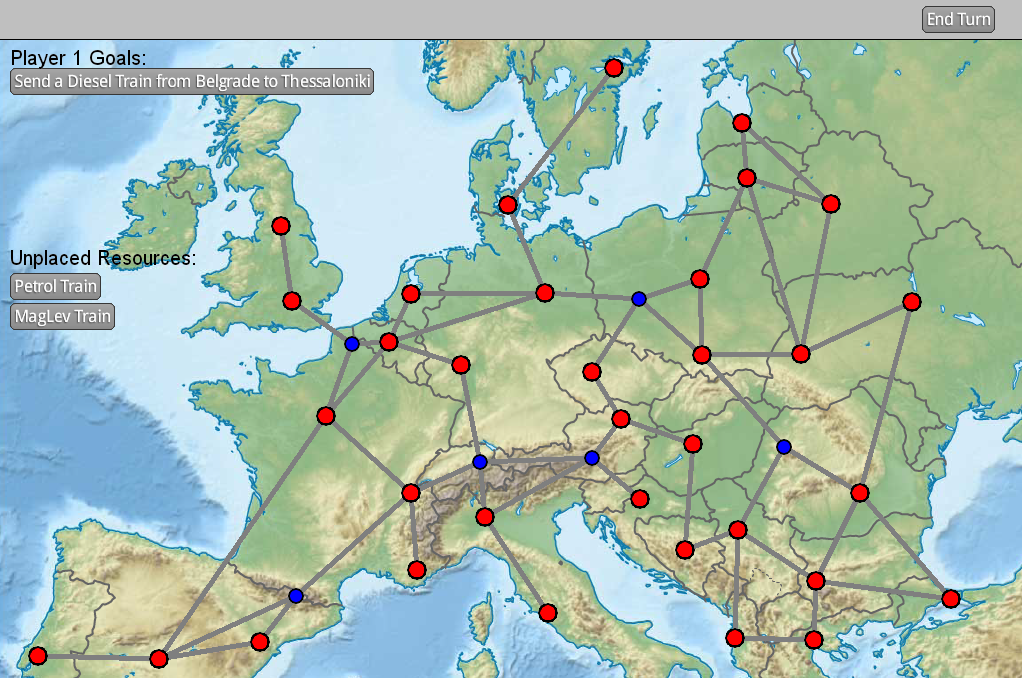 End Turn
Player 1 Goals:
Send a Diesel Train from Belgrade to Thessaloniki
Unplaced Resources:
Petrol Train
MagLev Train